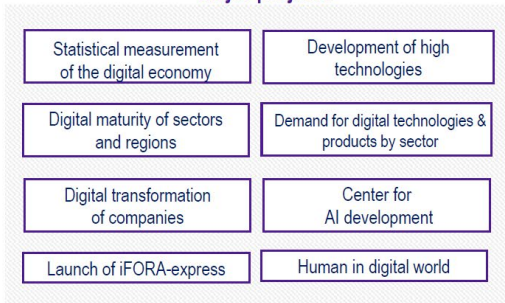 Statistical measurement
of the digital economy
Development of high
technologies
Digital maturity of sectors
and regions
Demand for digital technologies &
products by sector
Digital transformation
of companies
Center for
AI development
Launch of iFORA-express
Human in digital world